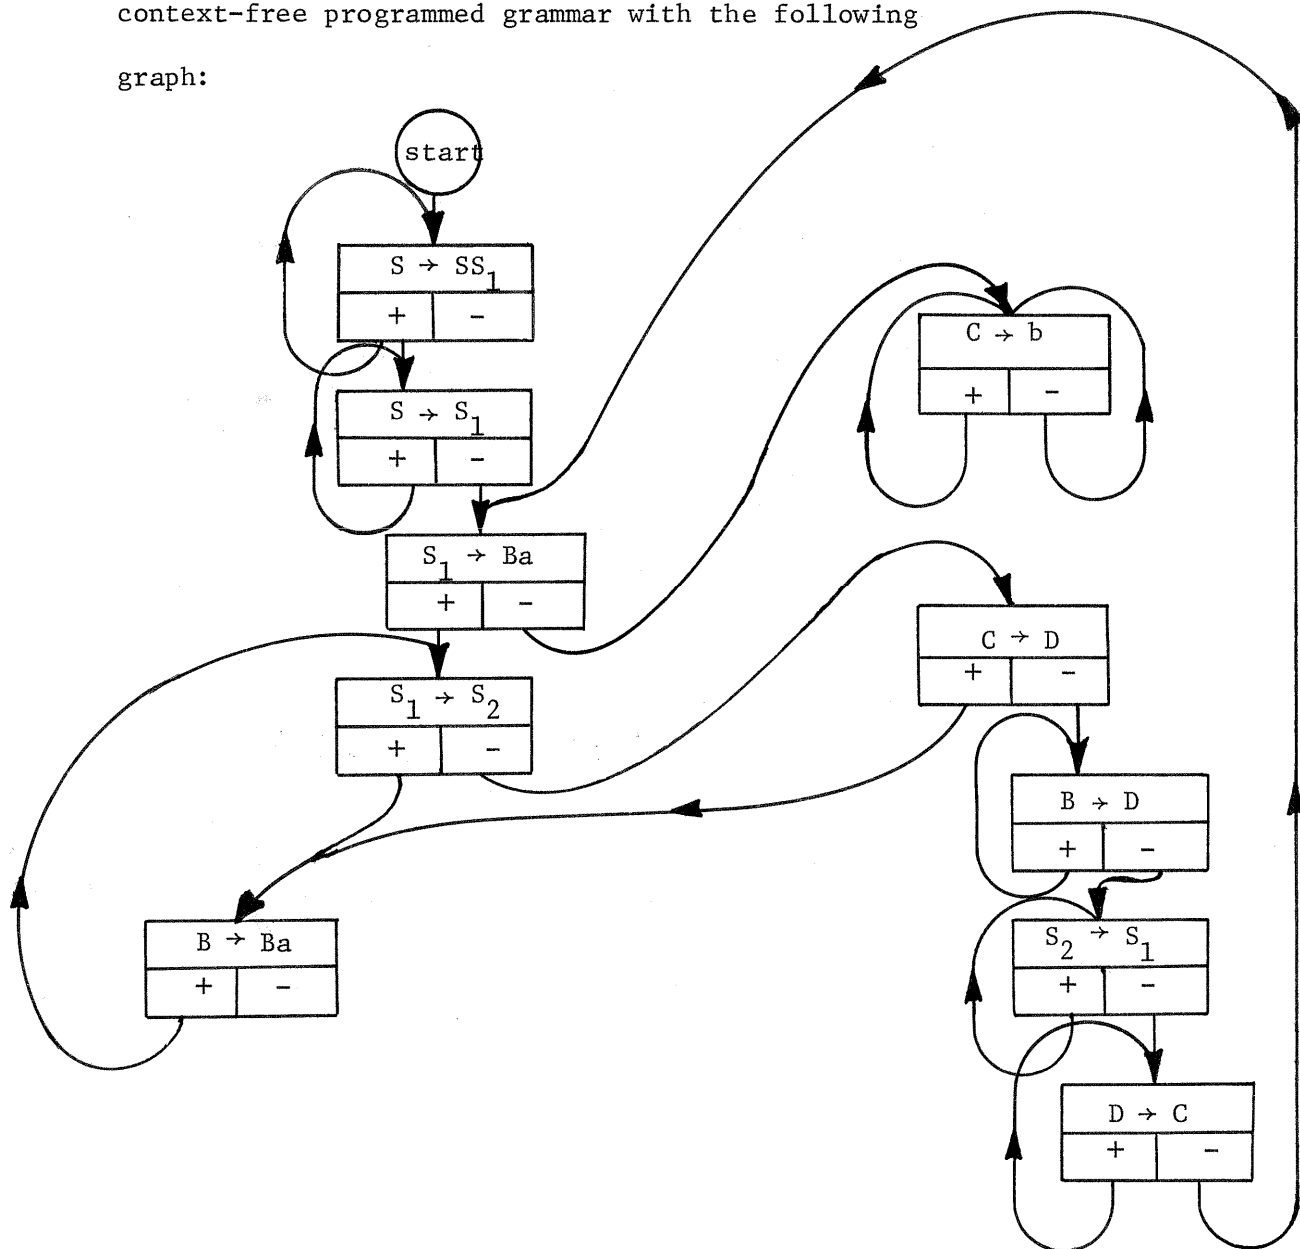 context-free programmed grammar with the following
graph:
start
S → SS₁
+ -
S → S₁
+ -
S₁ → Ba
+ -
S₁ → S₂
+ -
B → Ba
+ -
C → b
+ -
C → D
+ -
B → D
+ -
S₂ → S₁
+ -
D → C
+ -